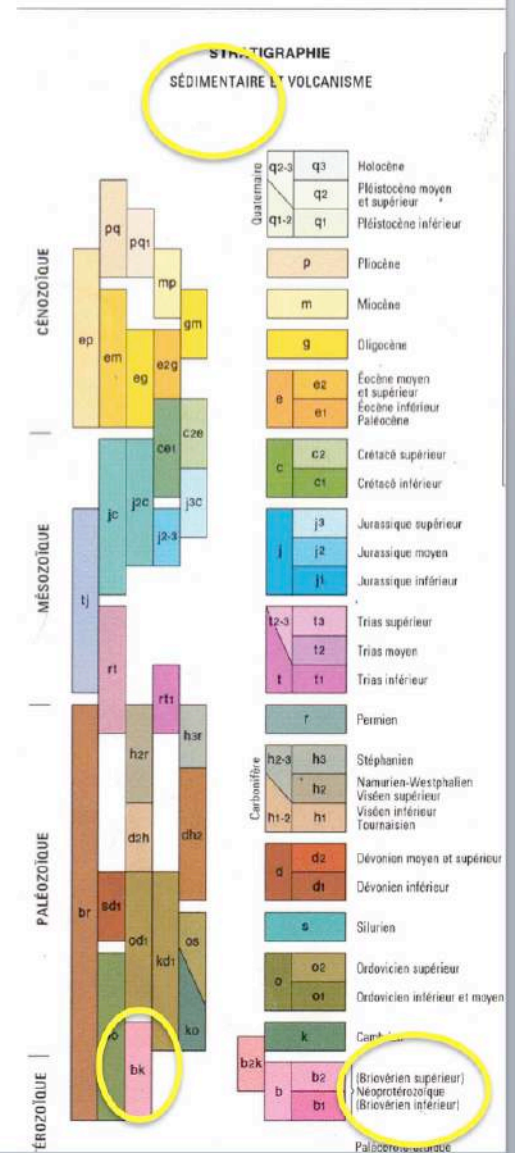 STRATIGRAPHIE
SÉDIMENTAIRE ET VOLCANISME
CÉNOZOÏQUE
MÉSOZOÏQUE
PALÉOZOÏQUE
ÉROZOÏQUE
pq
pq1
mp
gm
ep
em
eg
e2g
ce1
c2e
jc
j2c
j2-3
j3c
tj
rt
rt1
h2r
h3r
d2h
dh2
br
sd1
od1
kd1
os
ko
bk
Quaternaire
q2-3 q3 Holocène
q2 Pléistocène moyen
et supérieur
q1-2 q1 Pléistocène inférieur
p Pliocène
m Miocène
g Oligocène
e e2 Éocène moyen
et supérieur
e1 Éocène inférieur
Paléocène
c c2 Crétacé supérieur
c1 Crétacé inférieur
j j3 Jurassique supérieur
j2 Jurassique moyen
j1 Jurassique inférieur
t2-3 t3 Trias supérieur
t2 Trias moyen
t t1 Trias inférieur
r Permien
Carbonifère
h2-3 h3 Stéphanien
h2 Namurien-Westphalien
Viséen supérieur
h1-2 h1 Viséen inférieur
Tournaisien
d d2 Dévonien moyen et supérieur
d1 Dévonien inférieur
s Silurien
o o2 Ordovicien supérieur
o1 Ordovicien inférieur et moyen
k
b2k
b b2 (Briovérien supérieur)
Néoprotérozoïque
b1 (Briovérien inférieur)